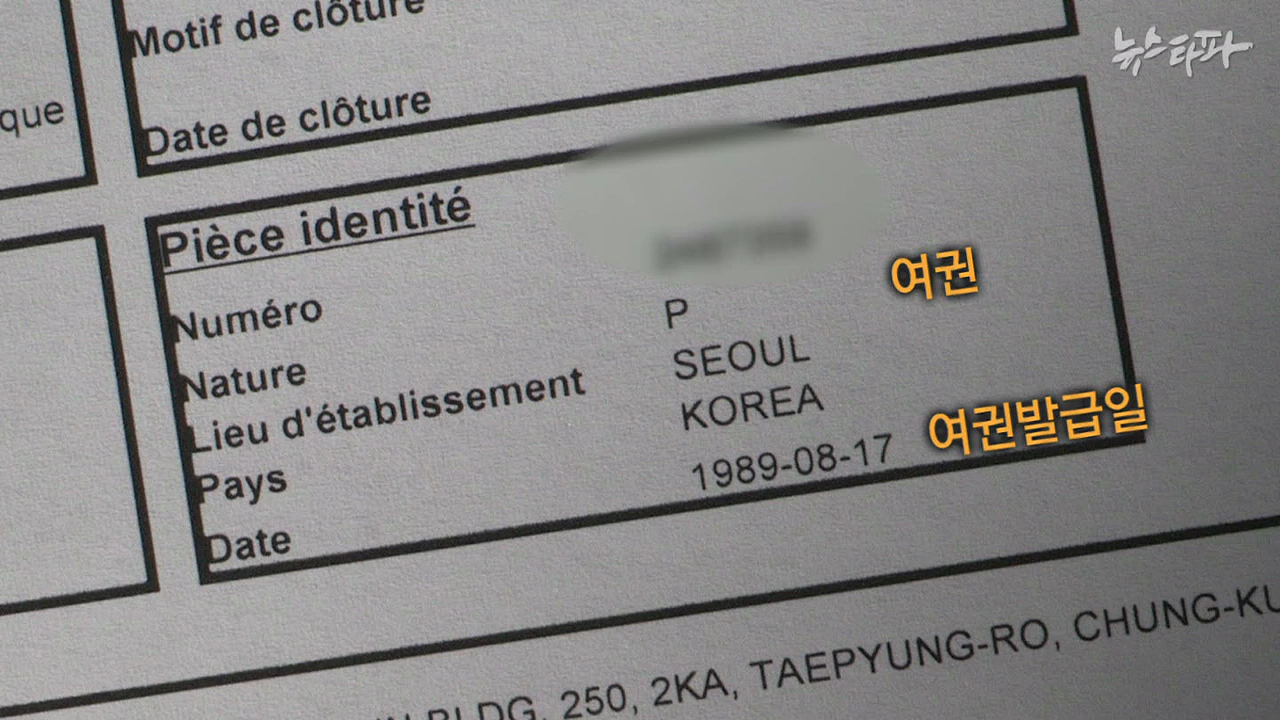 뉴스타파
Motif de clôture
que
Date de clôture
Pièce identité
Numéro
Nature P 여권
Lieu d'établissement SEOUL
Pays KOREA
Date 1989-08-17 여권발급일
BLDG, 250, 2KA, TAEPYUNG-RO, CHUNG-KU